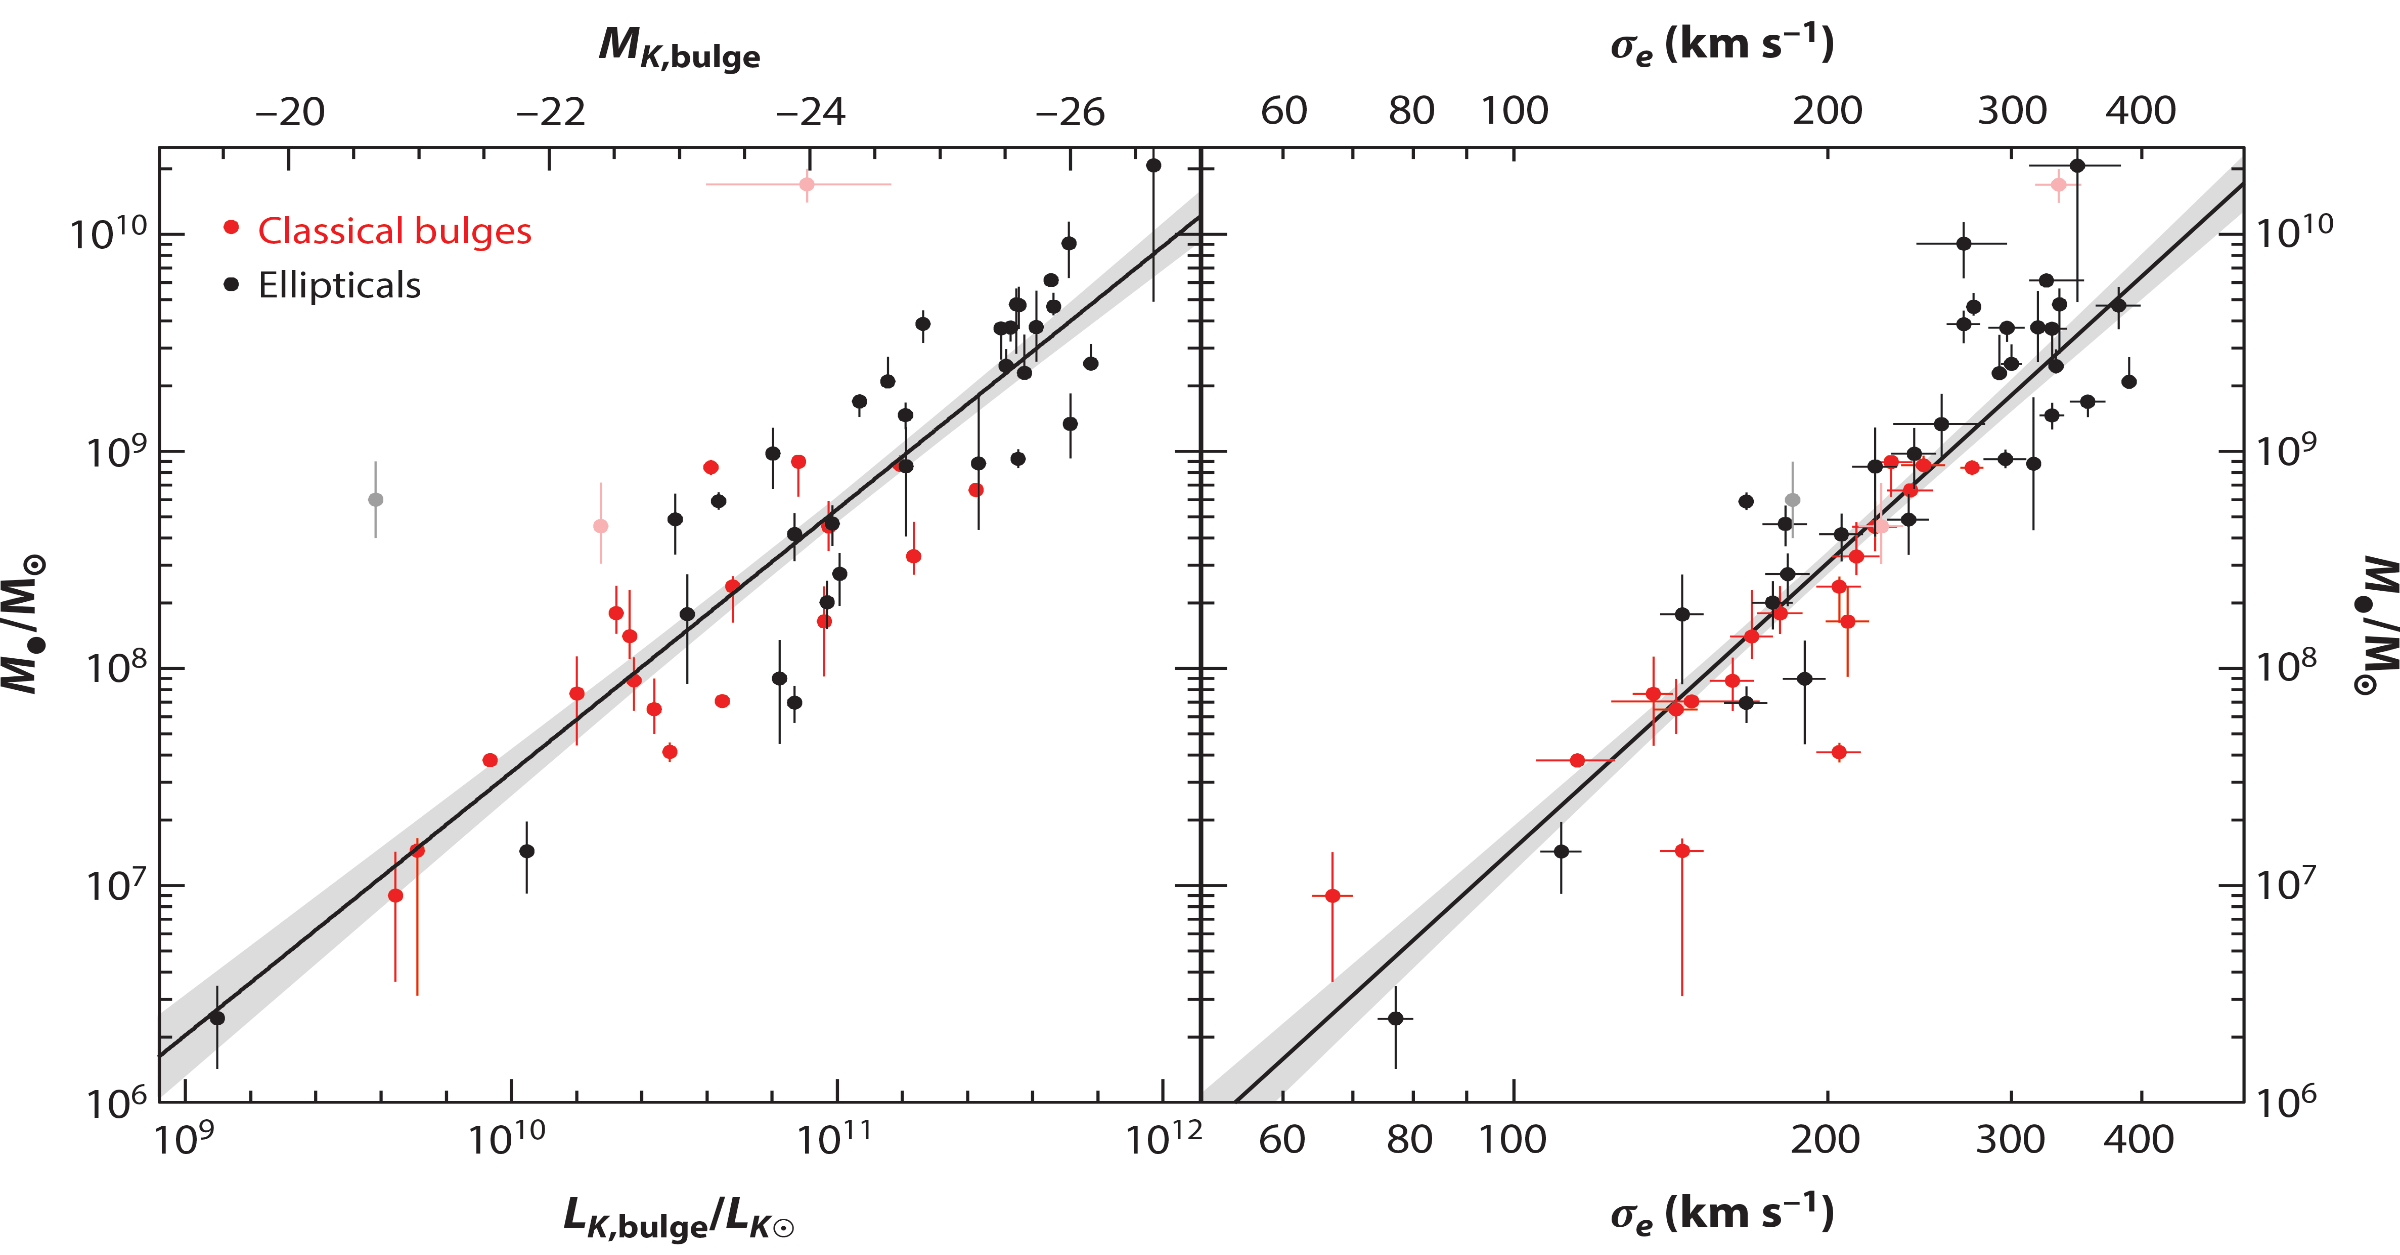 M_K,bulge
σ_e (km s⁻¹)
−20 −22 −24 −26
60 80 100 200 300 400
Classical bulges
Ellipticals
10¹⁰
10⁹
10⁸
10⁷
10⁶
M●/M⊙
10¹⁰
10⁹
10⁸
10⁷
10⁶
M●/M⊙
10⁹ 10¹⁰ 10¹¹ 10¹²
60 80 100 200 300 400
L_K,bulge/L_K⊙
σ_e (km s⁻¹)